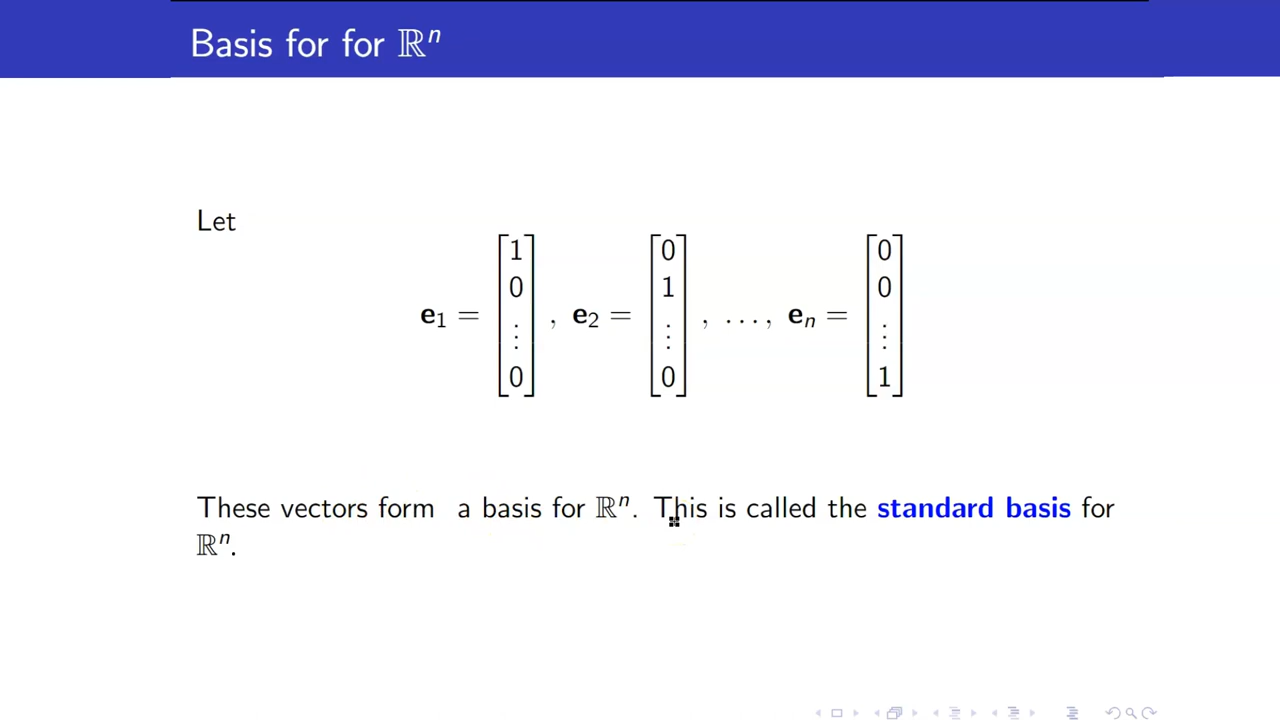 Basis for for ℝⁿ
Let
e₁ = [1 0 ⋮ 0], e₂ = [0 1 ⋮ 0], …, eₙ = [0 0 ⋮ 1]
These vectors form a basis for ℝⁿ. This is called the standard basis for
ℝⁿ.